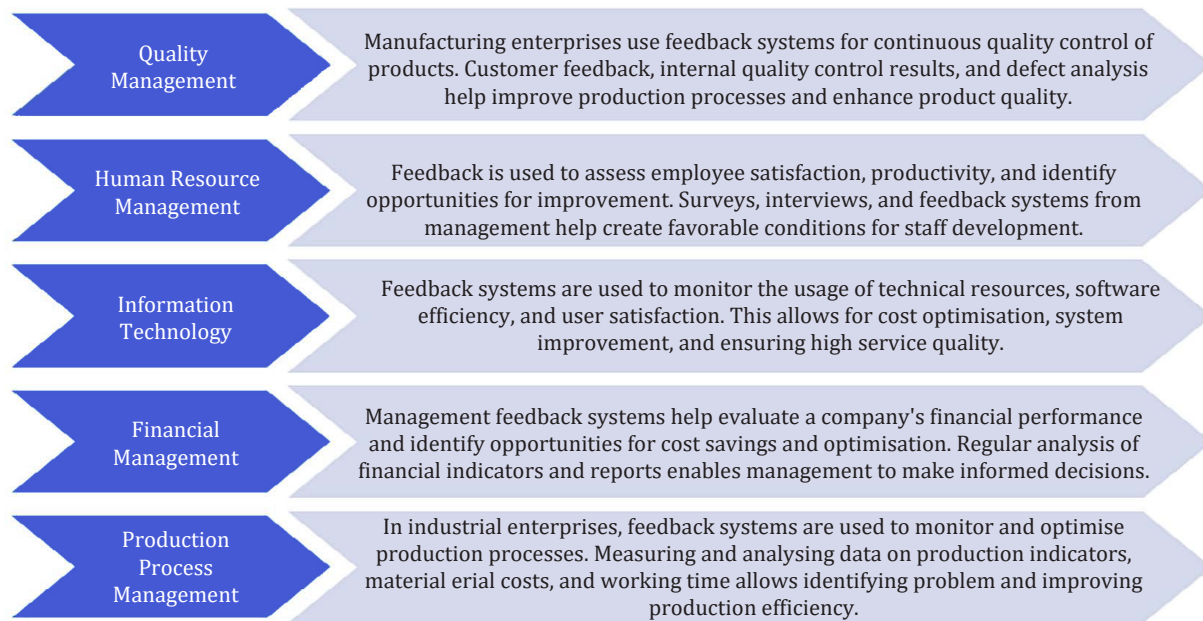 Quality
Management
Manufacturing enterprises use feedback systems for continuous quality control of
products. Customer feedback, internal quality control results, and defect analysis
help improve production processes and enhance product quality.
Human Resource
Management
Feedback is used to assess employee satisfaction, productivity, and identify
opportunities for improvement. Surveys, interviews, and feedback systems from
management help create favorable conditions for staff development.
Information
Technology
Feedback systems are used to monitor the usage of technical resources, software
efficiency, and user satisfaction. This allows for cost optimisation, system
improvement, and ensuring high service quality.
Financial
Management
Management feedback systems help evaluate a company's financial performance
and identify opportunities for cost savings and optimisation. Regular analysis of
financial indicators and reports enables management to make informed decisions.
Production
Process
Management
In industrial enterprises, feedback systems are used to monitor and optimise
production processes. Measuring and analysing data on production indicators,
material erial costs, and working time allows identifying problem and improving
production efficiency.